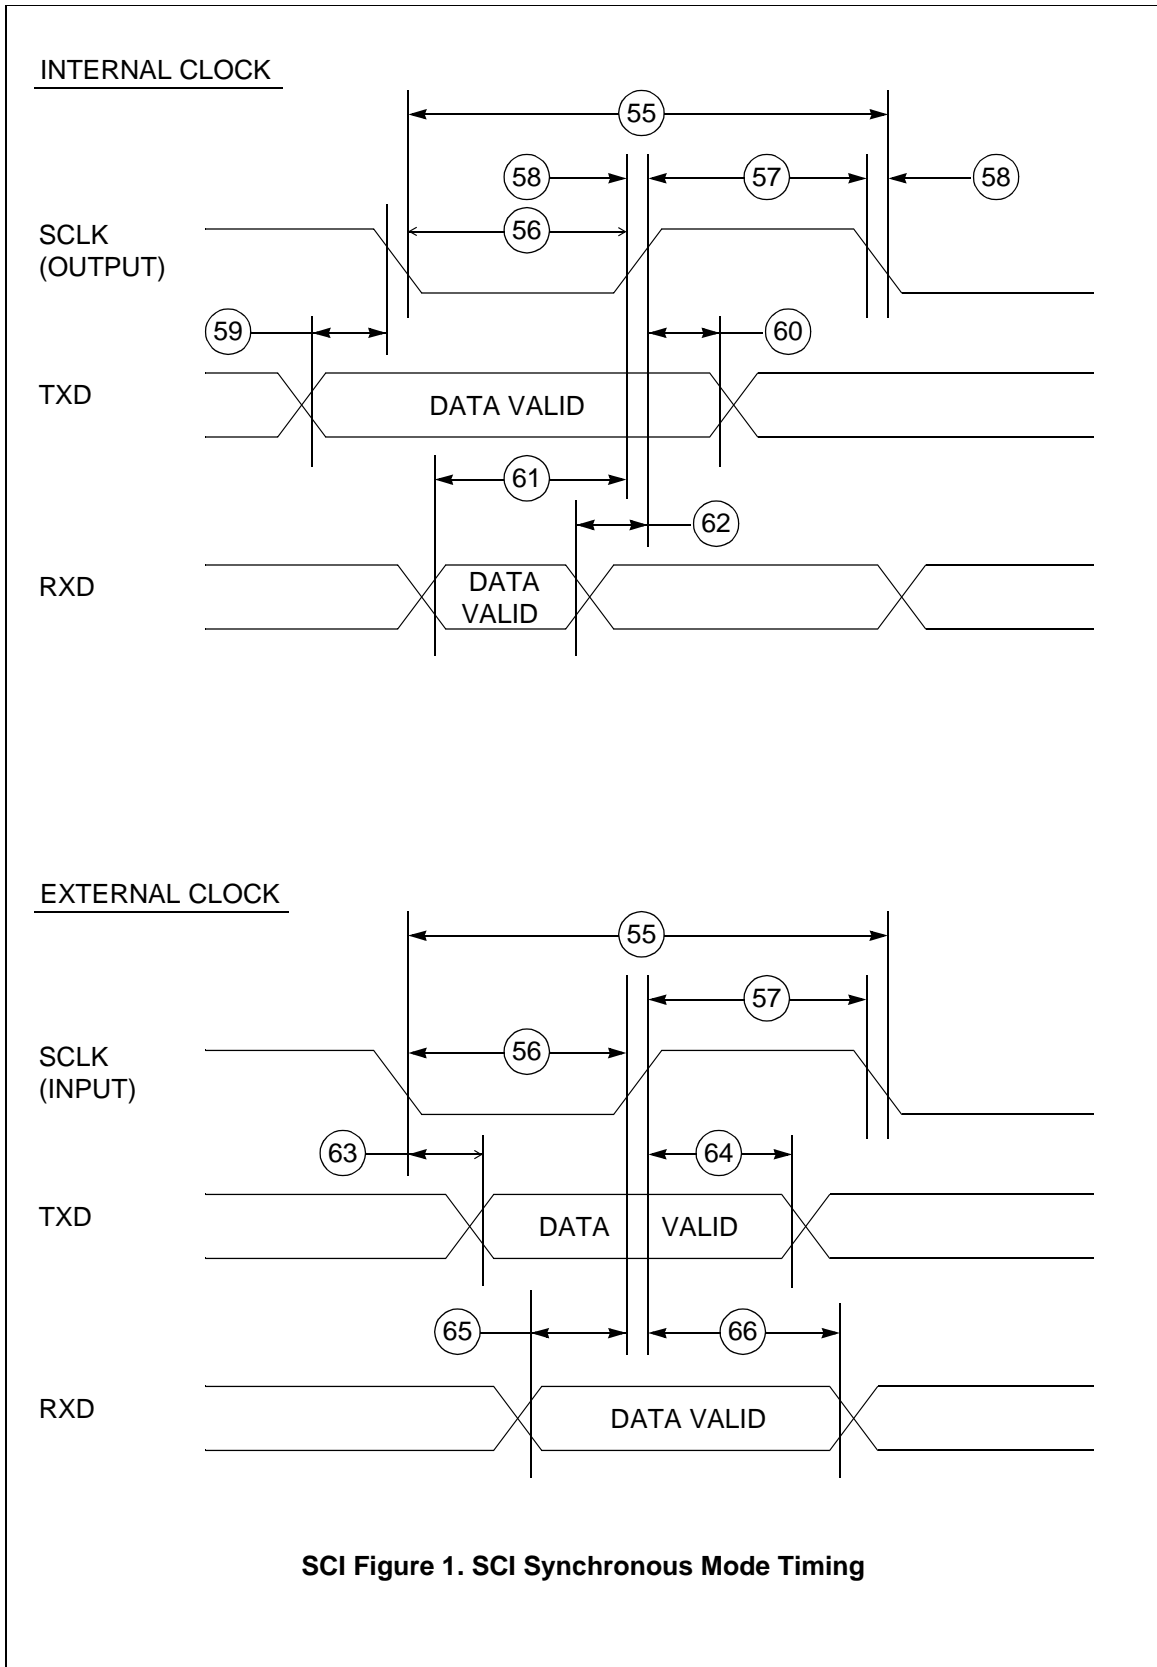 INTERNAL CLOCK
55
58
57
58
56
SCLK
(OUTPUT)
59
60
TXD
DATA VALID
61
62
RXD
DATA
VALID
EXTERNAL CLOCK
55
57
56
SCLK
(INPUT)
63
64
TXD
DATA VALID
65
66
RXD
DATA VALID
SCI Figure 1. SCI Synchronous Mode Timing